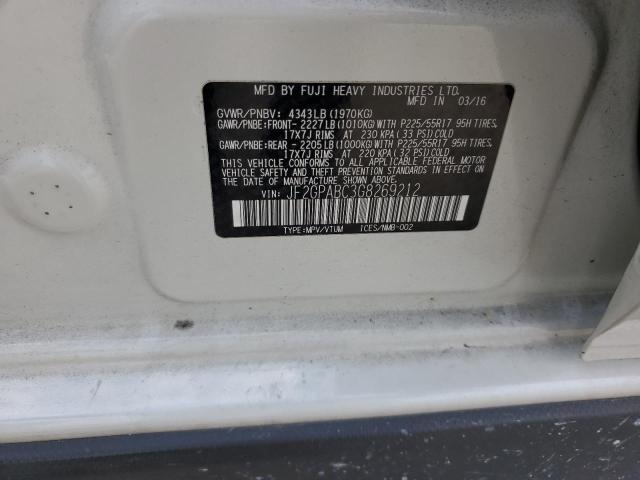 MFD BY FUJI HEAVY INDUSTRIES LTD.
MFD IN 03/16
GVWR/PNBV: 4343LB (1970KG)
GAWR/PNBE:FRONT- 2227LB(1010KG)WITH P225/55R17 95H TIRES,
17X7J RIMS AT 230 KPA (33 PSI)COLD
GAWR/PNBE:REAR - 2205LB(1000KG)WITH P225/55R17 95H TIRES,
17X7J RIMS AT 220 KPA (32 PSI)COLD
THIS VEHICLE CONFORMS TO ALL APPLICABLE FEDERAL MOTOR
VEHICLE SAFETY AND THEFT PREVENTION STANDARDS
IN EFFECT ON THE DATE OF MANUFACTURE SHOWN ABOVE.
VIN: JF2GPABC3G8269212
TYPE:MPV/VTUM ICES/NMB-002